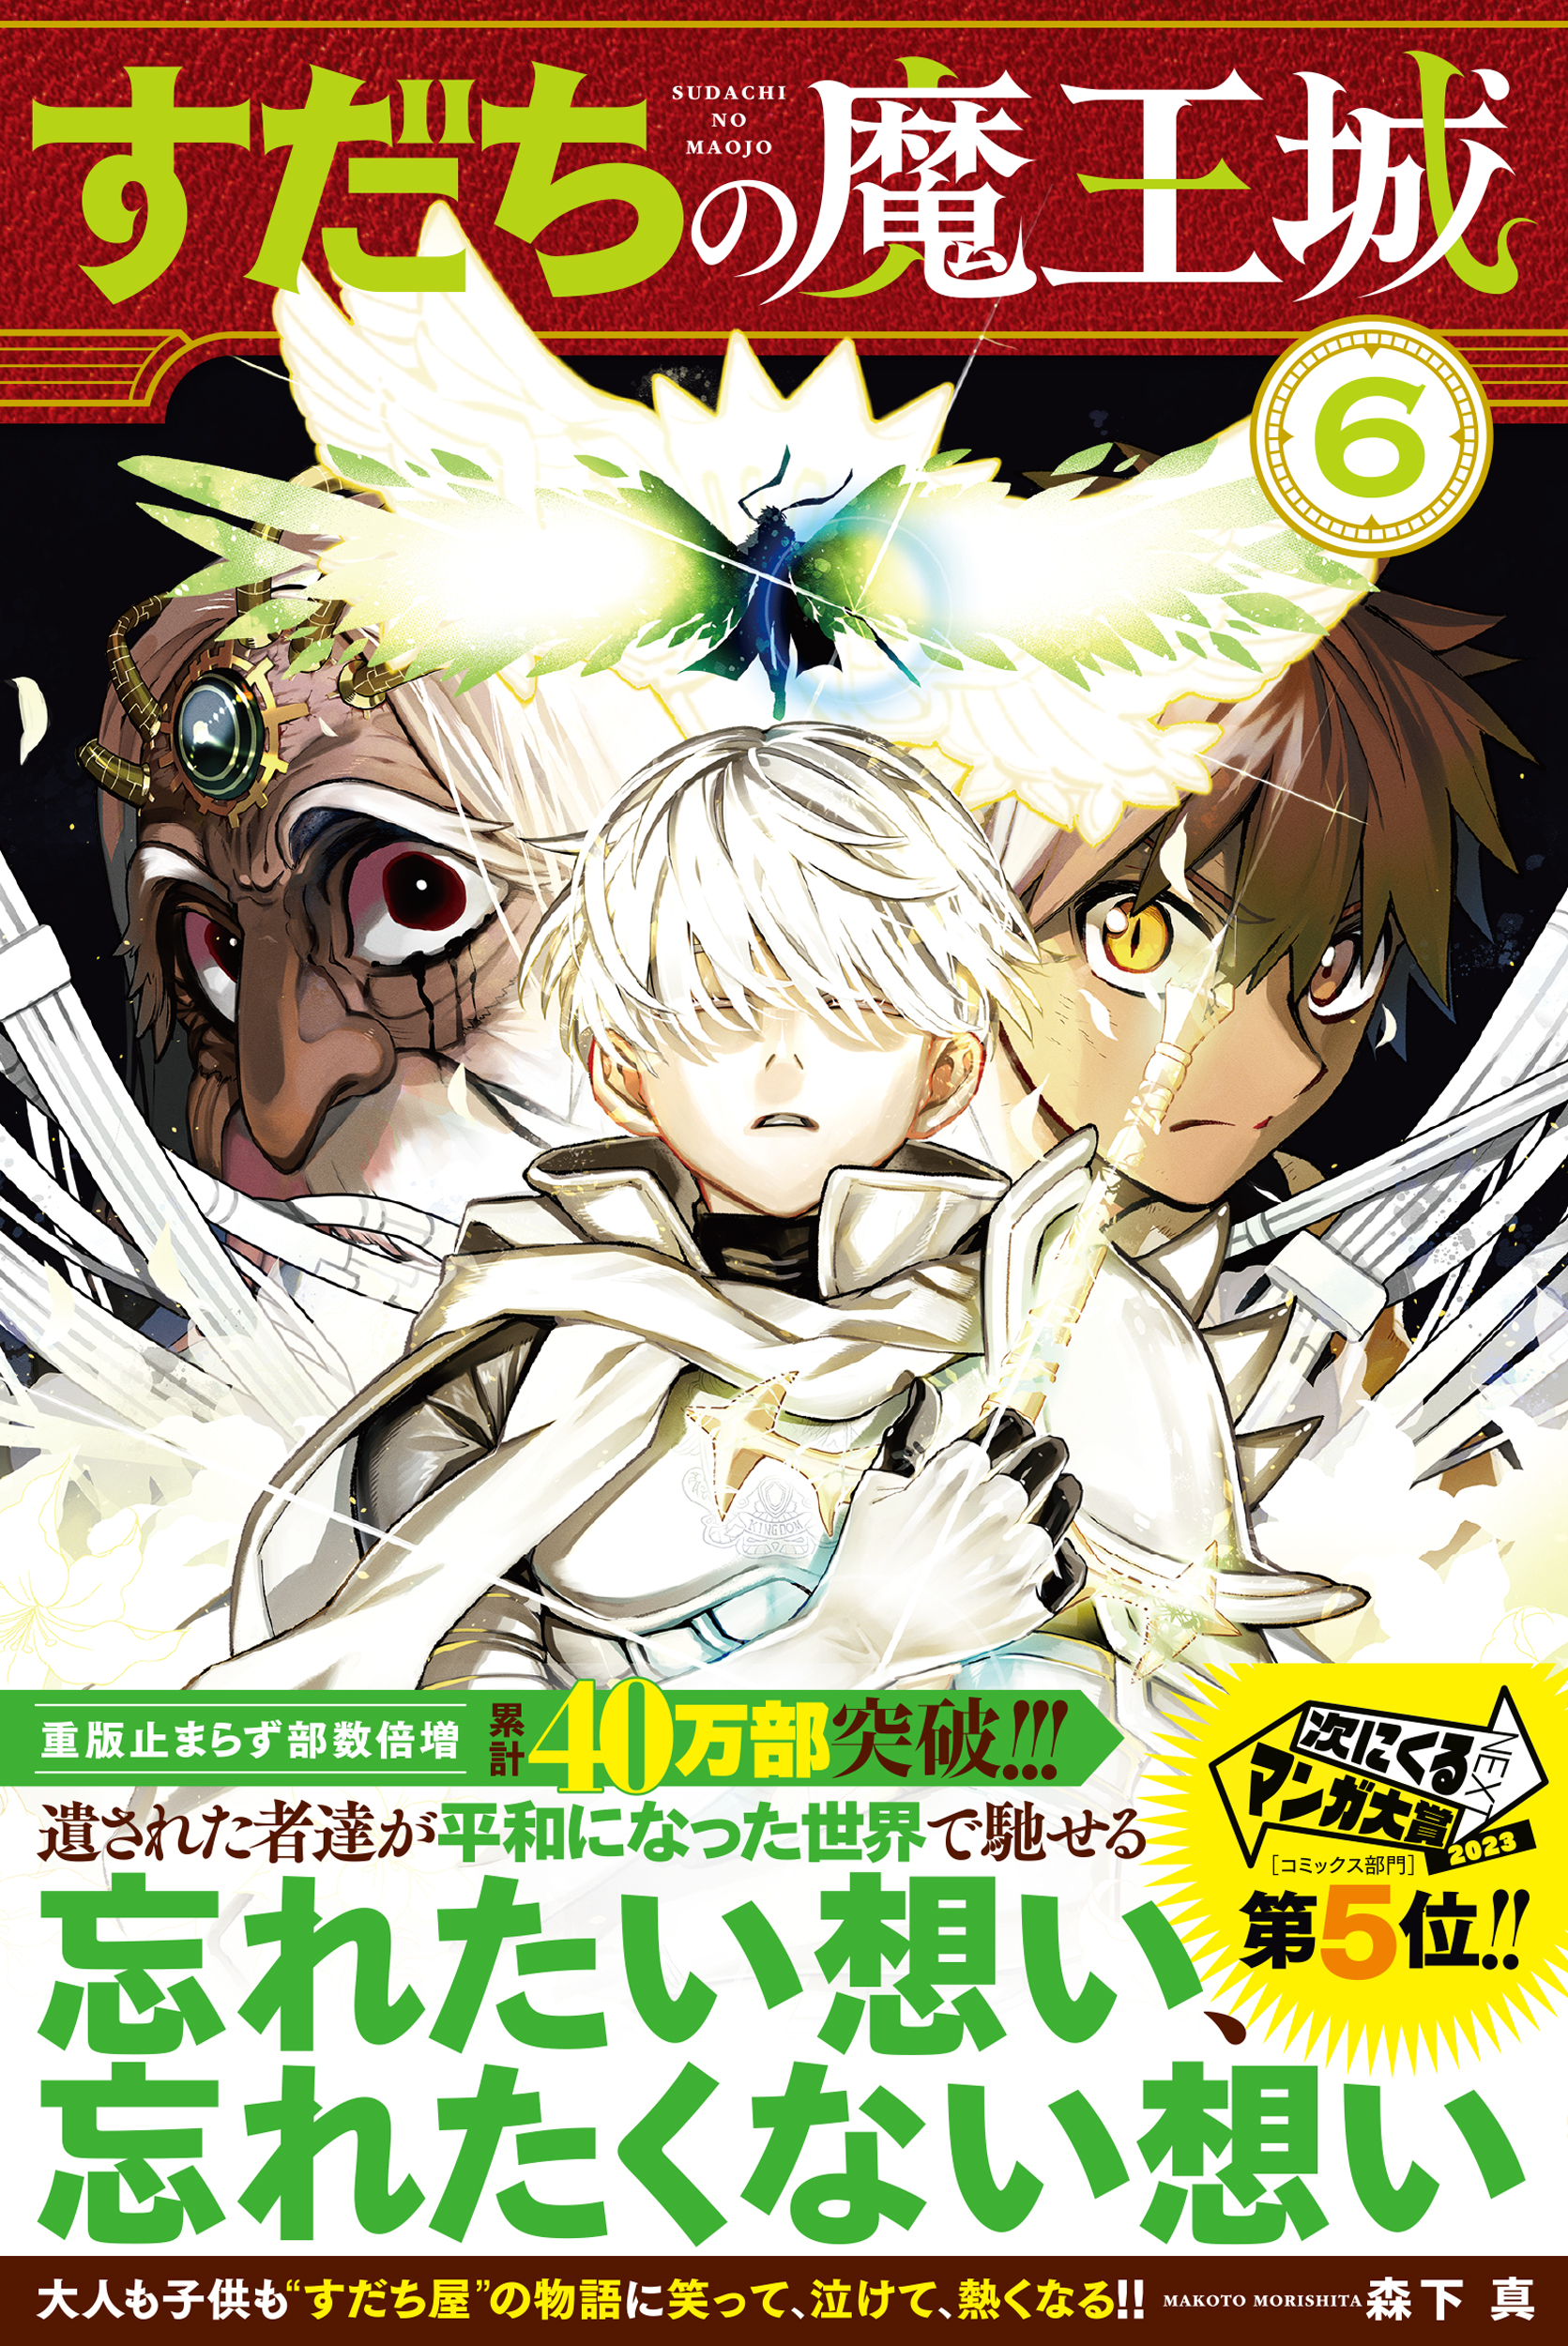 すだちの魔王城
SUDACHI
NO
MAOJO
6
KINGDOM
重版止まらず部数倍増
累計40万部突破!!!
遺された者達が平和になった世界で馳せる
忘れたい想い、
忘れたくない想い
次にくる
マンガ大賞
NEXT
2023
［コミックス部門］
第5位!!
大人も子供も“すだち屋”の物語に笑って、泣けて、熱くなる!!
MAKOTO MORISHITA 森下 真